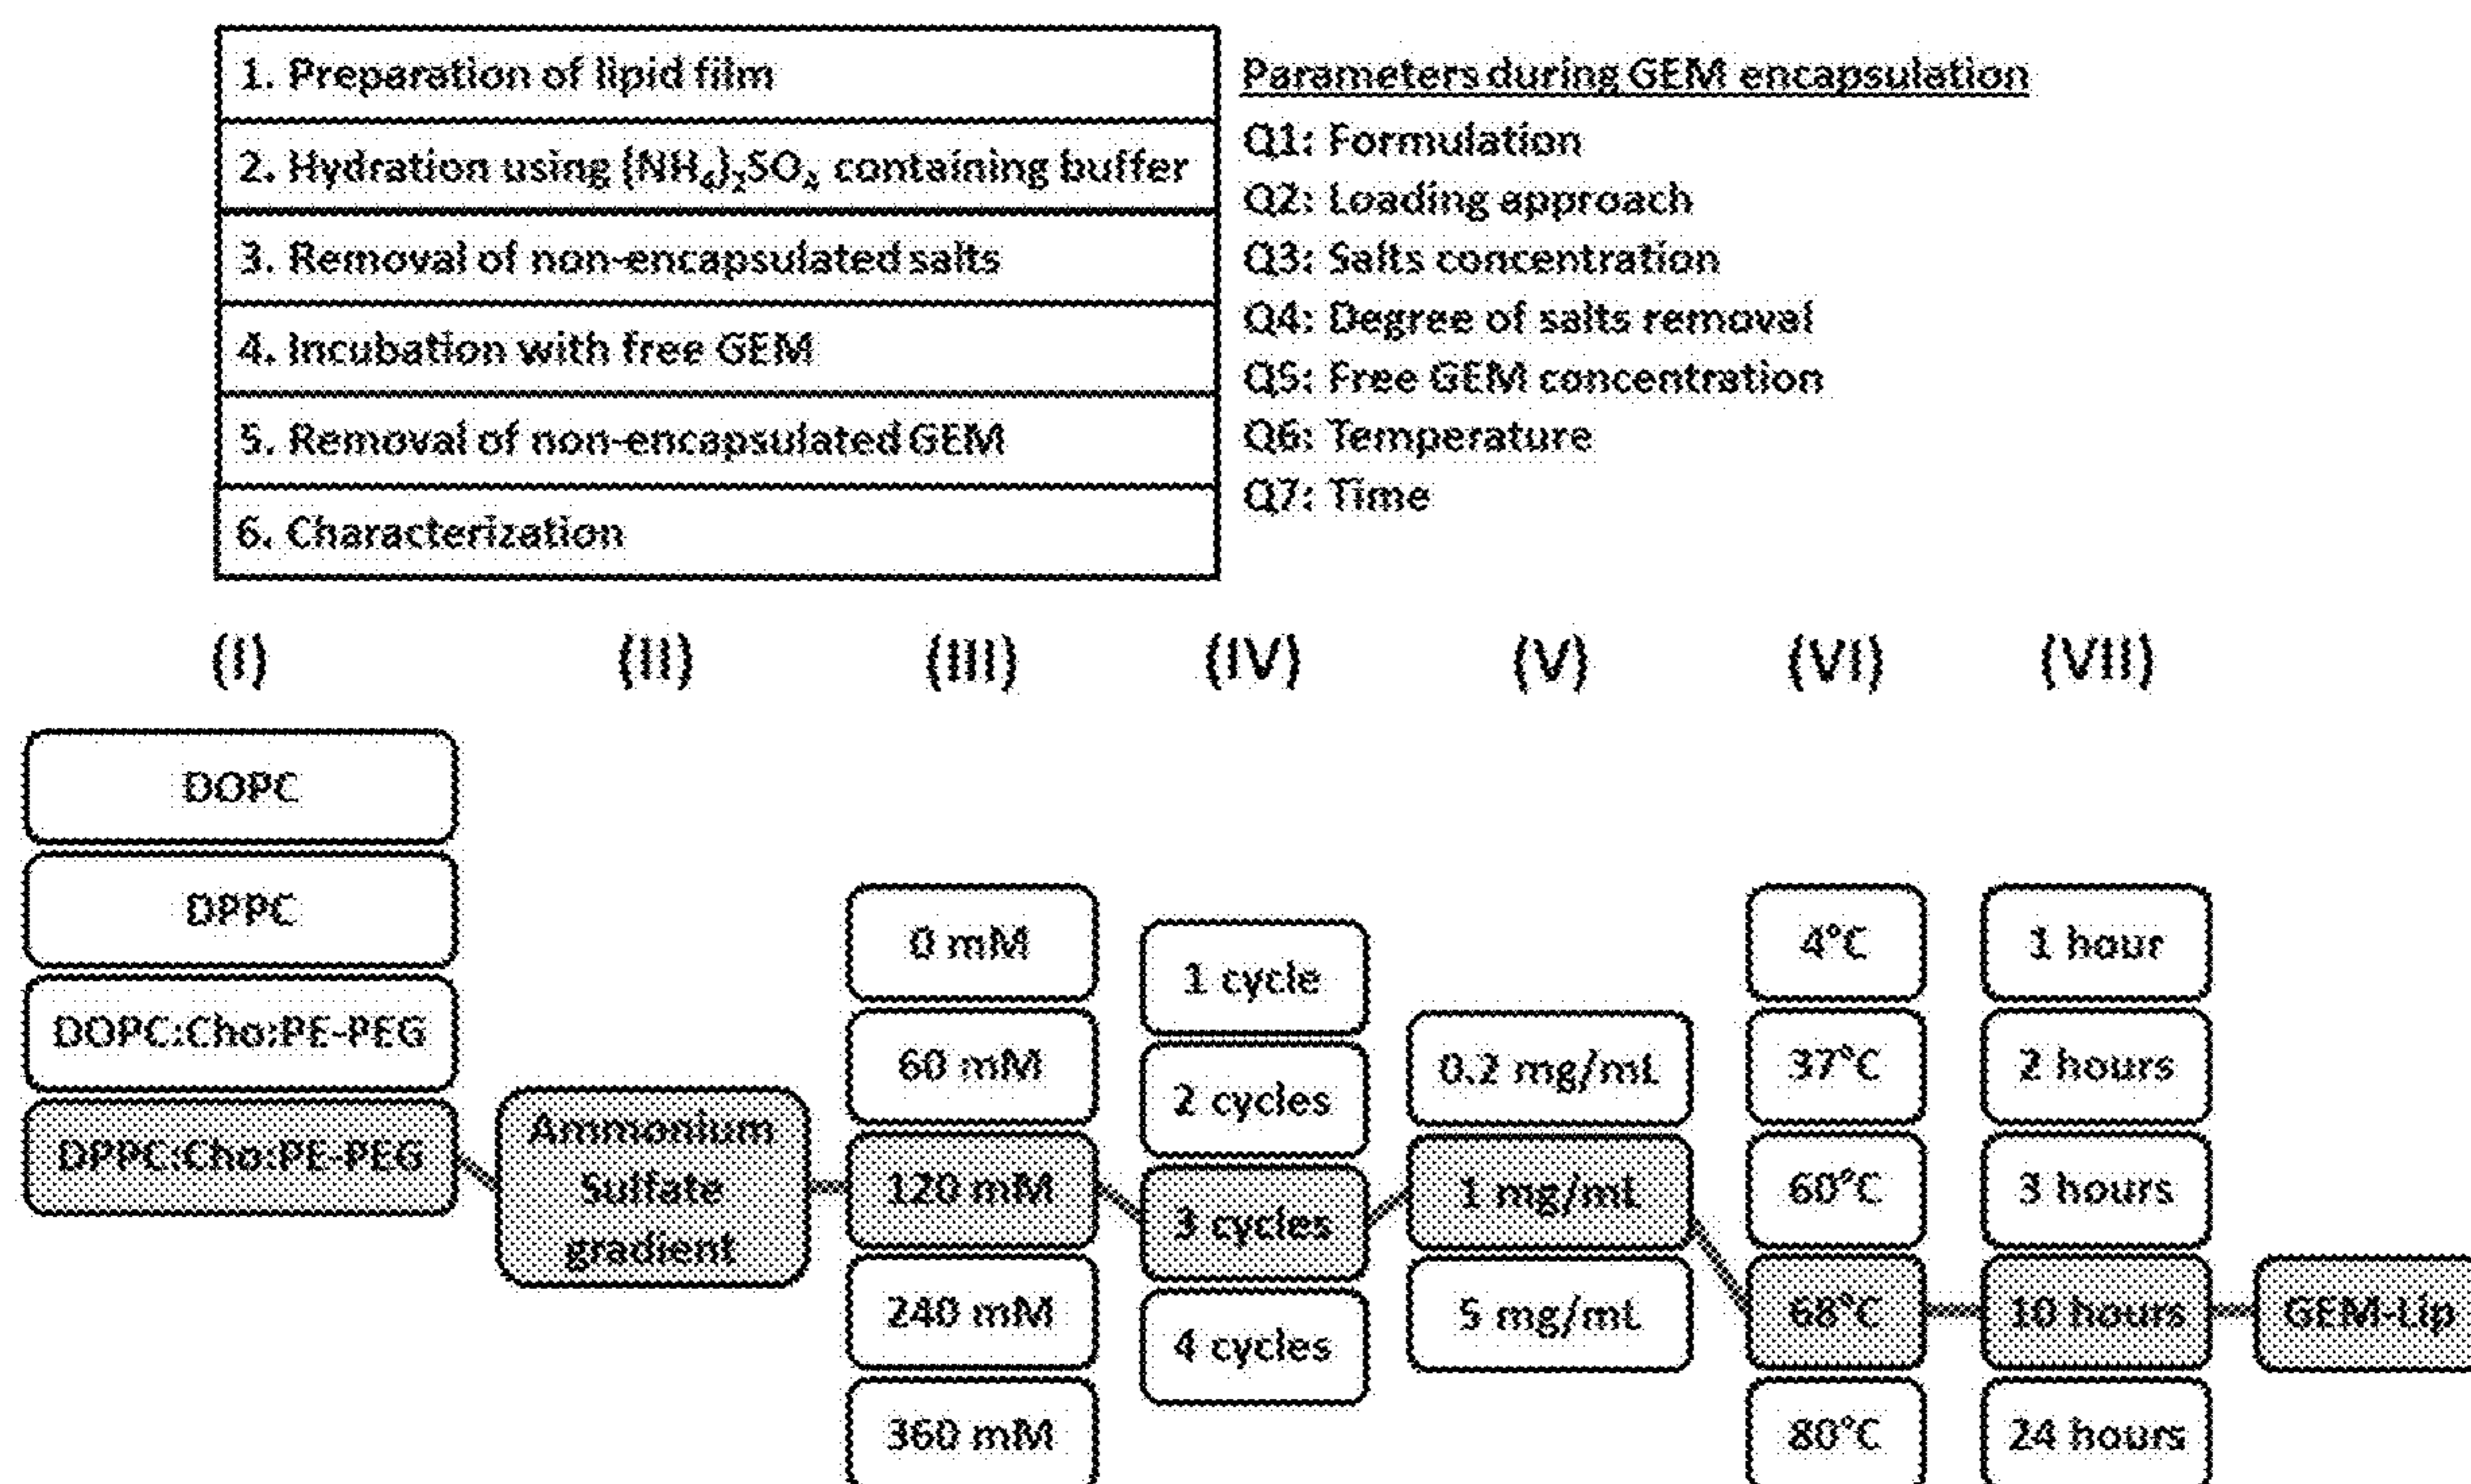 1. Preparation of lipid film
2. Hydration using (NH₄)₂SO₄ containing buffer
3. Removal of non-encapsulated salts
4. Incubation with free GEM
5. Removal of non-encapsulated GEM
6. Characterization
Parameters during GEM encapsulation
Q1: Formulation
Q2: Loading approach
Q3: Salts concentration
Q4: Degree of salts removal
Q5: Free GEM concentration
Q6: Temperature
Q7: Time
(I)
(II)
(III)
(IV)
(V)
(VI)
(VII)
DOPC
DPPC
DOPC:Cho:PE-PEG
DPPC:Cho:PE-PEG
Ammonium
Sulfate
gradient
0 mM
60 mM
120 mM
240 mM
360 mM
1 cycle
2 cycles
3 cycles
4 cycles
0.2 mg/mL
1 mg/mL
5 mg/mL
4°C
37°C
60°C
68°C
80°C
1 hour
2 hours
3 hours
10 hours
24 hours
GEM-Lip